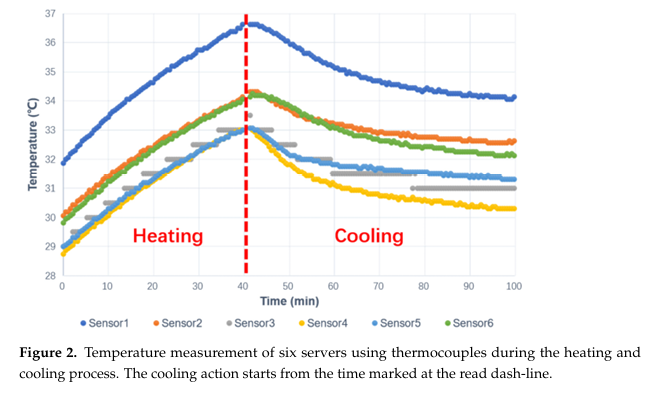 37
36
35
34
33
32
31
30
29
28
Temperature (℃)
Heating
Cooling
0 10 20 30 40 50 60 70 80 90 100
Time (min)
Sensor1 Sensor2 Sensor3 Sensor4 Sensor5 Sensor6
Figure 2. Temperature measurement of six servers using thermocouples during the heating and
cooling process. The cooling action starts from the time marked at the read dash-line.